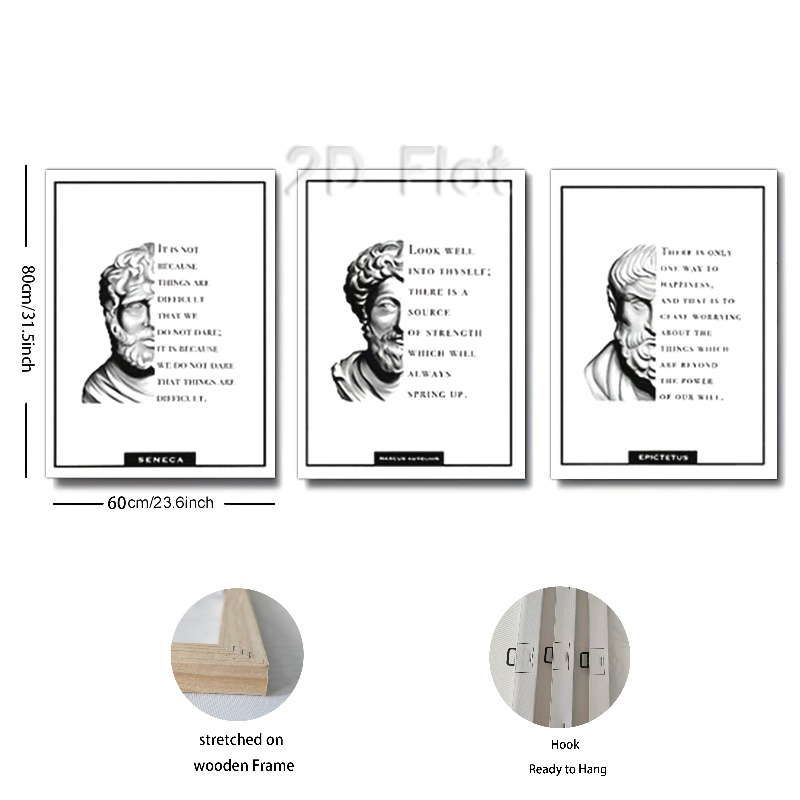 2D Flat
80cm/31.5inch
IT IS NOT
BECAUSE
THINGS ARE
DIFFICULT
THAT WE
DO NOT DARE;
IT IS BECAUSE
WE DO NOT DARE
THAT THINGS ARE
DIFFICULT.
SENECA
LOOK WELL
INTO THYSELF;
THERE IS A
SOURCE
OF STRENGTH
WHICH WILL
ALWAYS
SPRING UP.
MARCUS AURELIUS
THERE IS ONLY
ONE WAY TO
HAPPINESS,
AND THAT IS TO
CEASE WORRYING
ABOUT THE
THINGS WHICH
ARE BEYOND
THE POWER
OF OUR WILL.
EPICTETUS
60cm/23.6inch
stretched on
wooden Frame
Hook
Ready to Hang